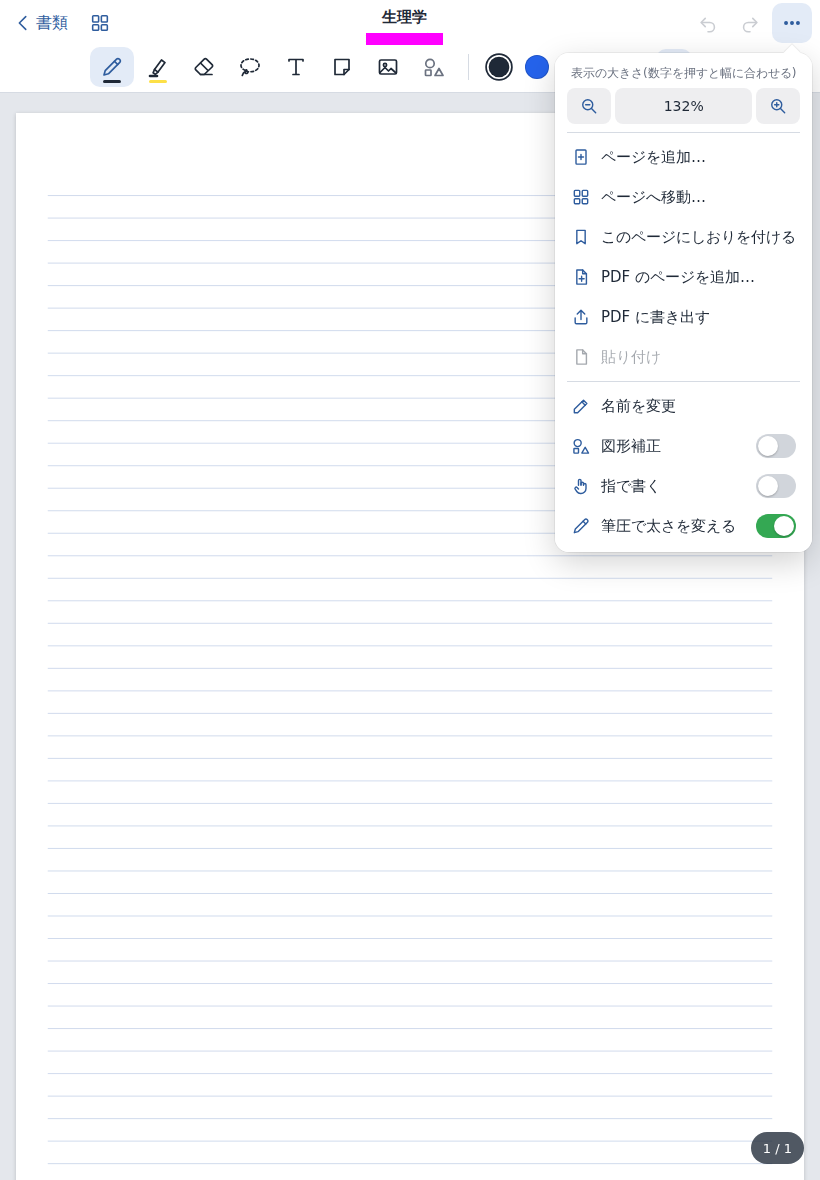 書類
生理学
表示の大きさ(数字を押すと幅に合わせる)
132%
ページを追加…
ページへ移動…
このページにしおりを付ける
PDF のページを追加…
PDF に書き出す
貼り付け
名前を変更
図形補正
指で書く
筆圧で太さを変える
1 / 1